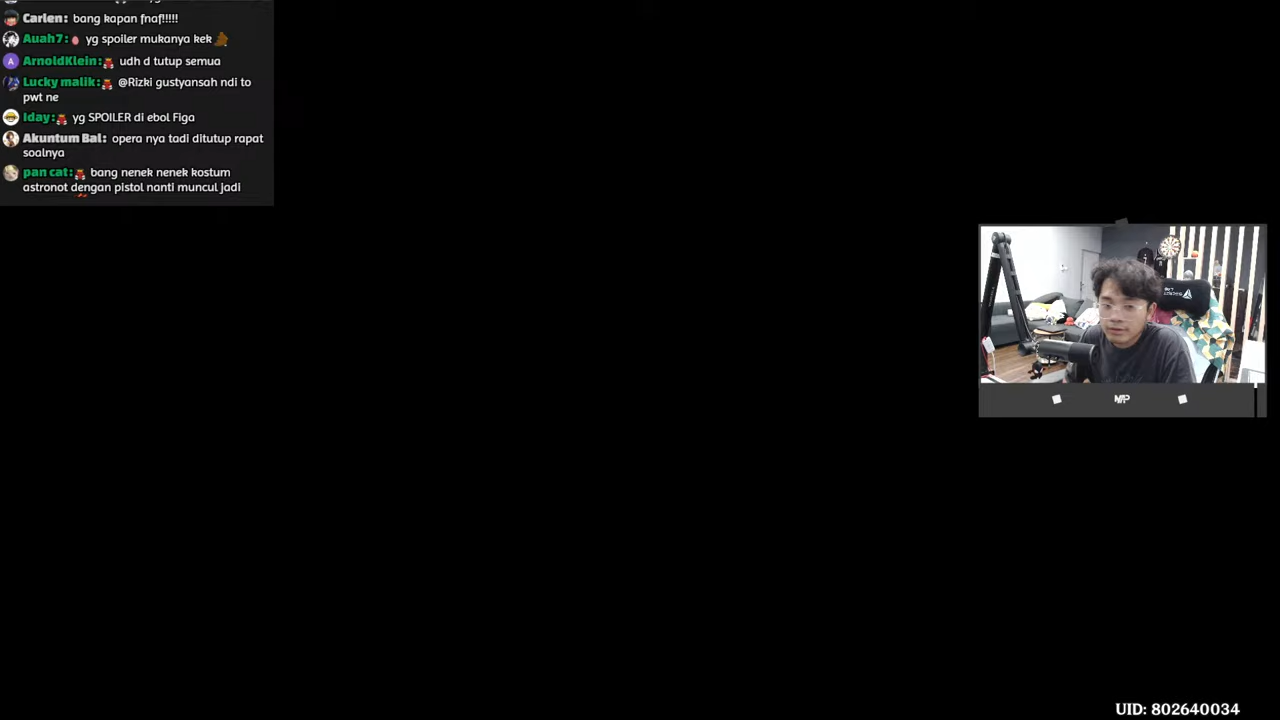 Carlen: bang kapan fnaf!!!!!
Auah7: yg spoiler mukanya kek
ArnoldKlein: udh d tutup semua
Lucky malik: @Rizki gustyansah ndi to
pwt ne
Iday: yg SPOILER di ebol Figa
Akuntum Bal: opera nya tadi ditutup rapat
soalnya
pan cat: bang nenek nenek kostum
astronot dengan pistol nanti muncul jadi
UID: 802640034